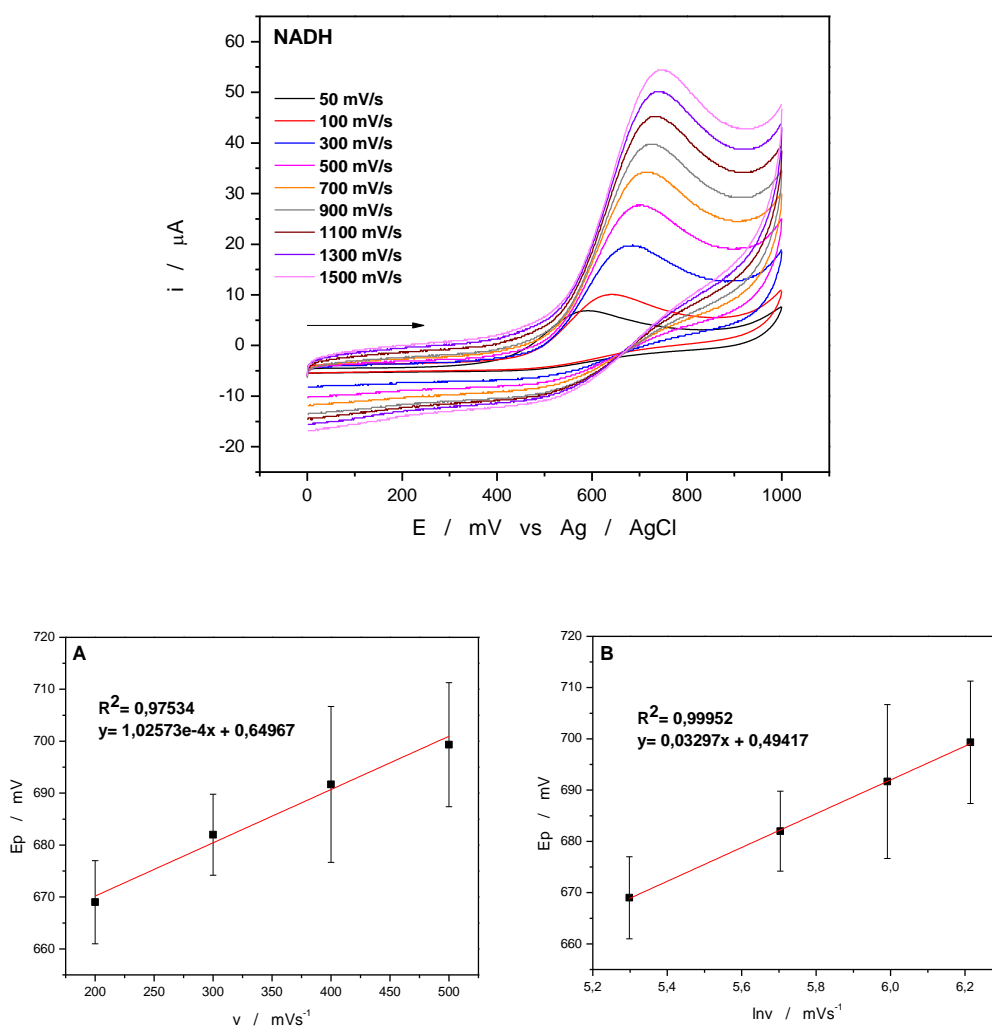 NADH
50 mV/s
100 mV/s
300 mV/s
500 mV/s
700 mV/s
900 mV/s
1100 mV/s
1300 mV/s
1500 mV/s
60
50
40
30
20
10
0
-10
-20
i / μA
0 200 400 600 800 1000
E / mV vs Ag / AgCl
A
R²= 0,97534
y= 1,02573e-4x + 0,64967
720
710
700
690
680
670
660
Ep / mV
200 250 300 350 400 450 500
v / mVs⁻¹
B
R²= 0,99952
y= 0,03297x + 0,49417
720
710
700
690
680
670
660
Ep / mV
5,2 5,4 5,6 5,8 6,0 6,2
lnv / mVs⁻¹